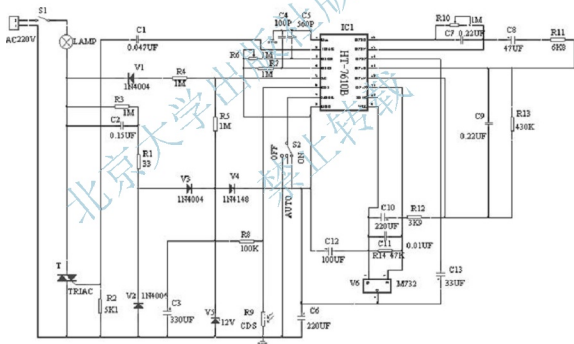 S1
AC220V
LAMP
C1
0.047UF
C4
100P
C5
560P
IC1
HT-7610B
R10
1M
C7 0.22UF
C8
47UF
R11
6K8
R6
1M
R7
1M
V1
1N4004
R4
1M
R3
1M
C2
0.15UF
R1
33
R5
1M
S2
OFF
NO
AUTO
C9
0.22UF
R13
430K
V3
1N4004
V4
1N4148
C10
220UF
R12
3K9
C11
0.01UF
R14 47K
C12
100UF
R8
100K
V6
M732
C13
33UF
T
TRIAC
R2
5K1
V2
1N4004
C3
330UF
V5
12V
R9
CDS
C6
220UF
北京大学出版社版权
禁止转载